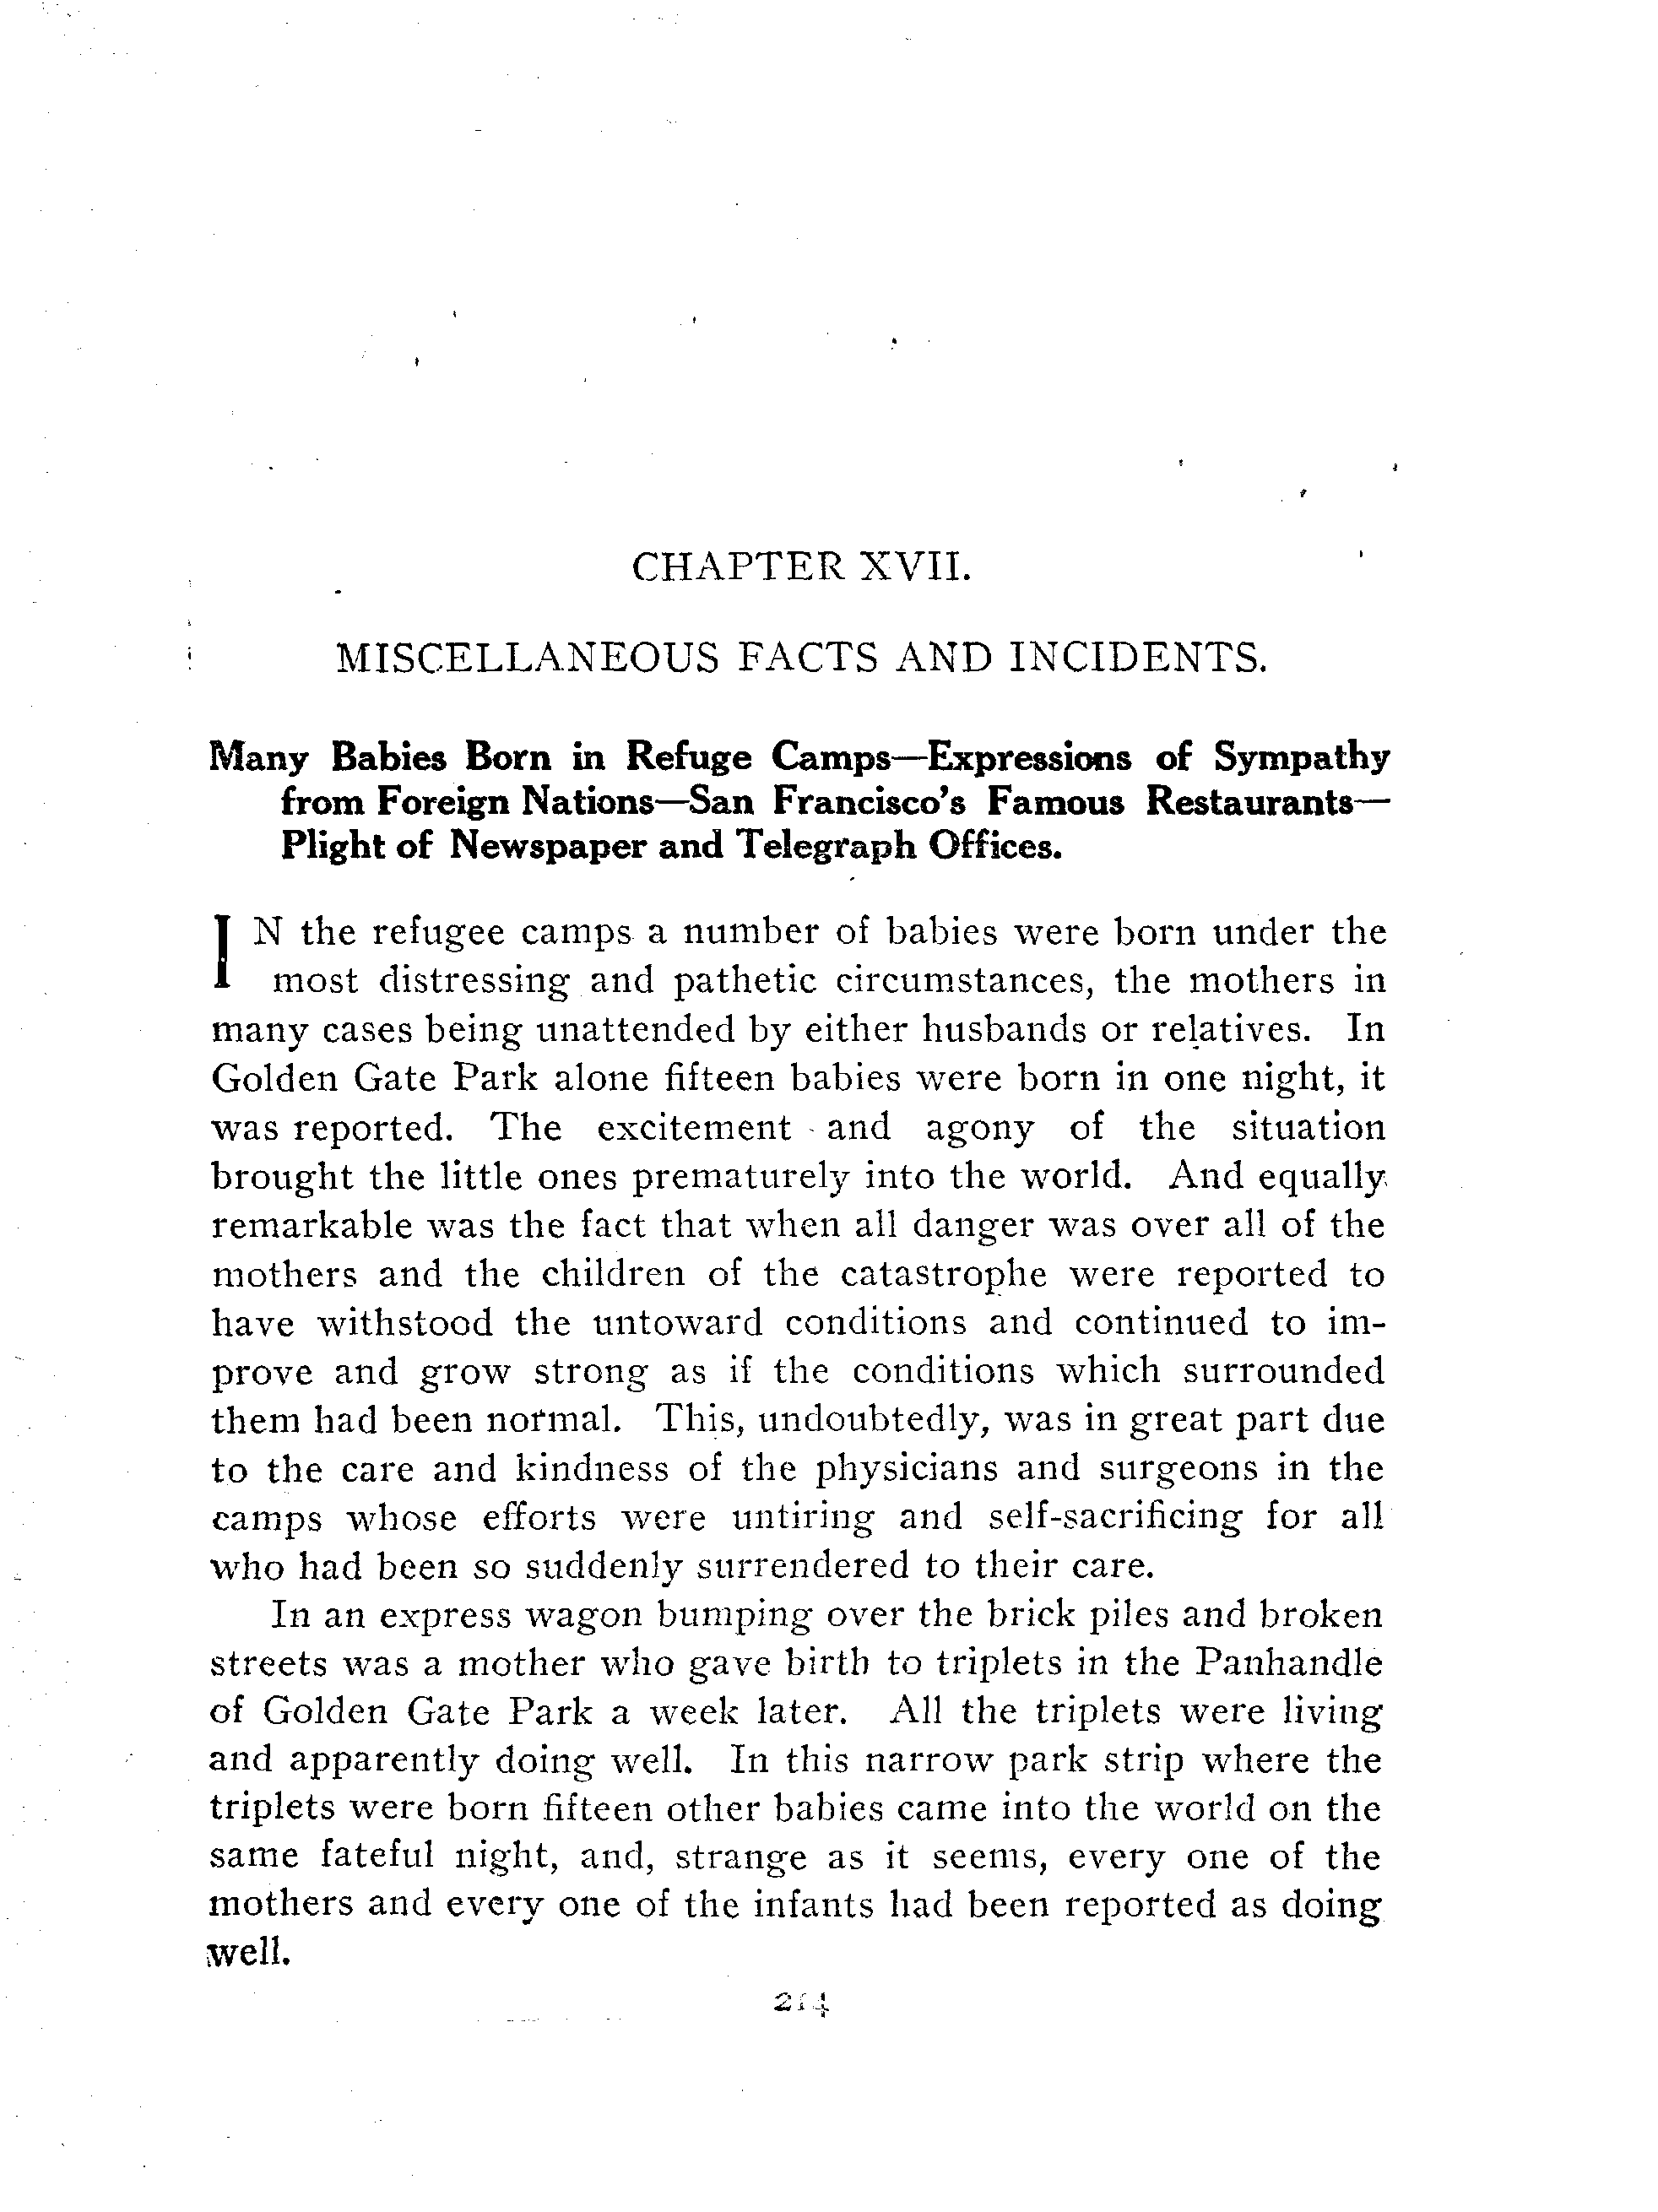 CHAPTER XVII.
MISCELLANEOUS FACTS AND INCIDENTS.
Many Babies Born in Refuge Camps—Expressions of Sympathy
from Foreign Nations—San Francisco's Famous Restaurants—
Plight of Newspaper and Telegraph Offices.
IN the refugee camps a number of babies were born under the
most distressing and pathetic circumstances, the mothers in
many cases being unattended by either husbands or relatives. In
Golden Gate Park alone fifteen babies were born in one night, it
was reported. The excitement and agony of the situation
brought the little ones prematurely into the world. And equally
remarkable was the fact that when all danger was over all of the
mothers and the children of the catastrophe were reported to
have withstood the untoward conditions and continued to im-
prove and grow strong as if the conditions which surrounded
them had been normal. This, undoubtedly, was in great part due
to the care and kindness of the physicians and surgeons in the
camps whose efforts were untiring and self-sacrificing for all
who had been so suddenly surrendered to their care.
In an express wagon bumping over the brick piles and broken
streets was a mother who gave birth to triplets in the Panhandle
of Golden Gate Park a week later. All the triplets were living
and apparently doing well. In this narrow park strip where the
triplets were born fifteen other babies came into the world on the
same fateful night, and, strange as it seems, every one of the
mothers and every one of the infants had been reported as doing
well.
214